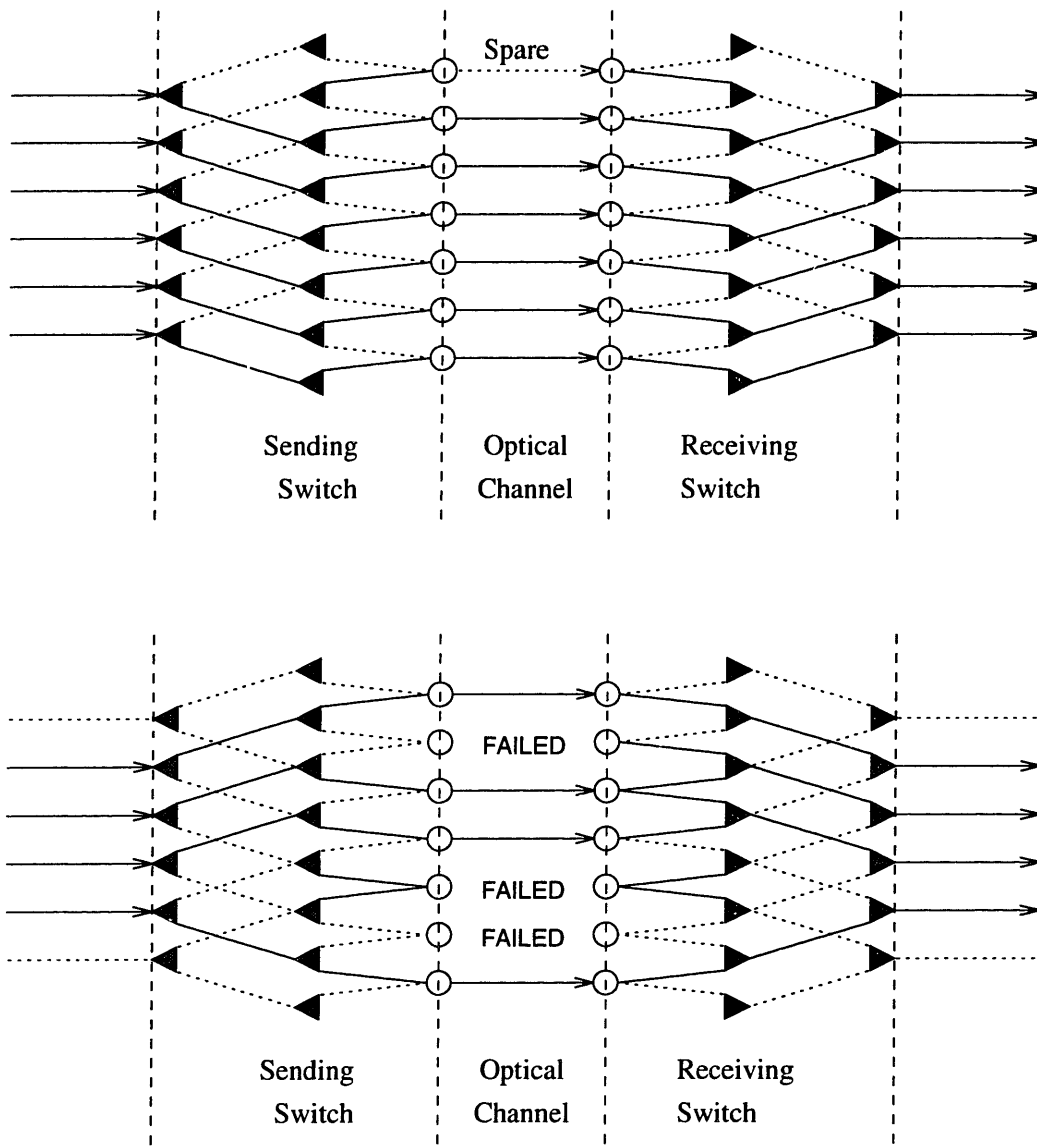 Spare
Sending Optical Receiving
Switch Channel Switch
FAILED
FAILED
FAILED
Sending Optical Receiving
Switch Channel Switch